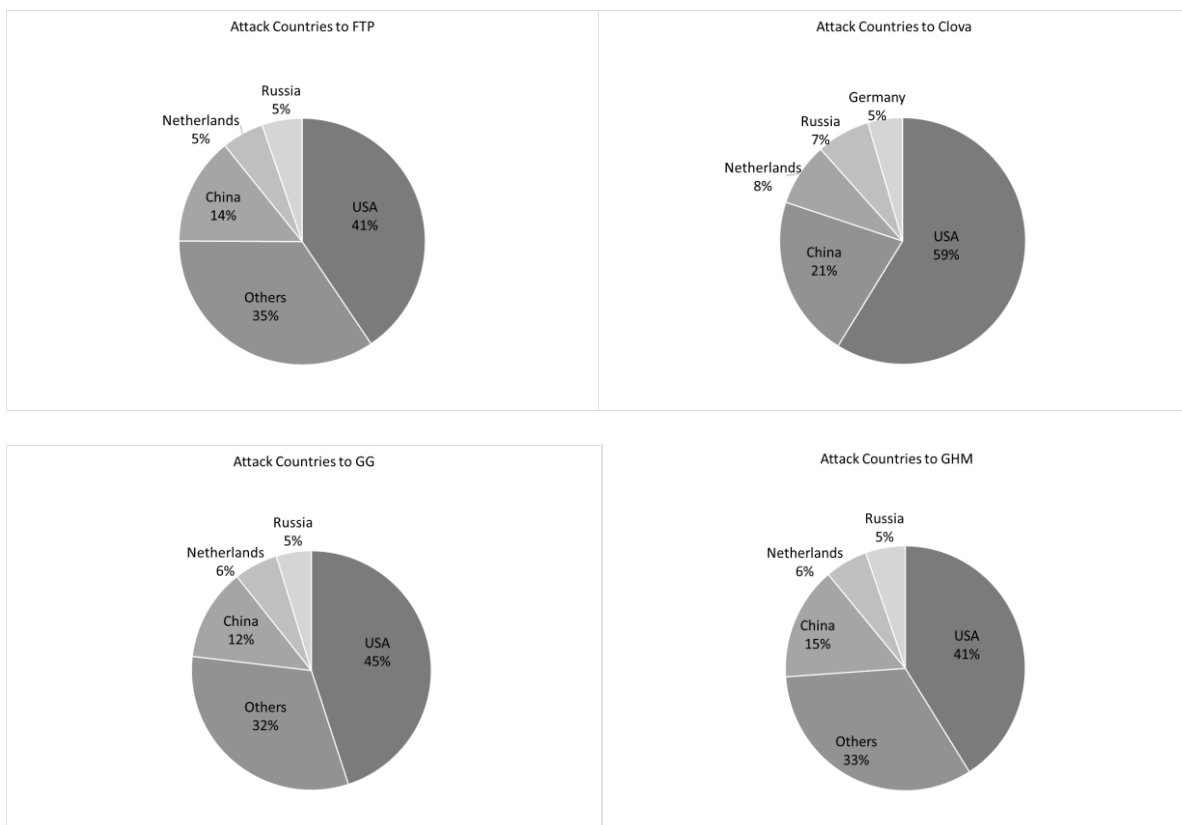 Attack Countries to FTP
Russia
5%
Netherlands
5%
China
14%
USA
41%
Others
35%
Attack Countries to Clova
Germany
5%
Russia
7%
Netherlands
8%
China
21%
USA
59%
Attack Countries to GG
Russia
5%
Netherlands
6%
China
12%
USA
45%
Others
32%
Attack Countries to GHM
Russia
5%
Netherlands
6%
China
15%
USA
41%
Others
33%